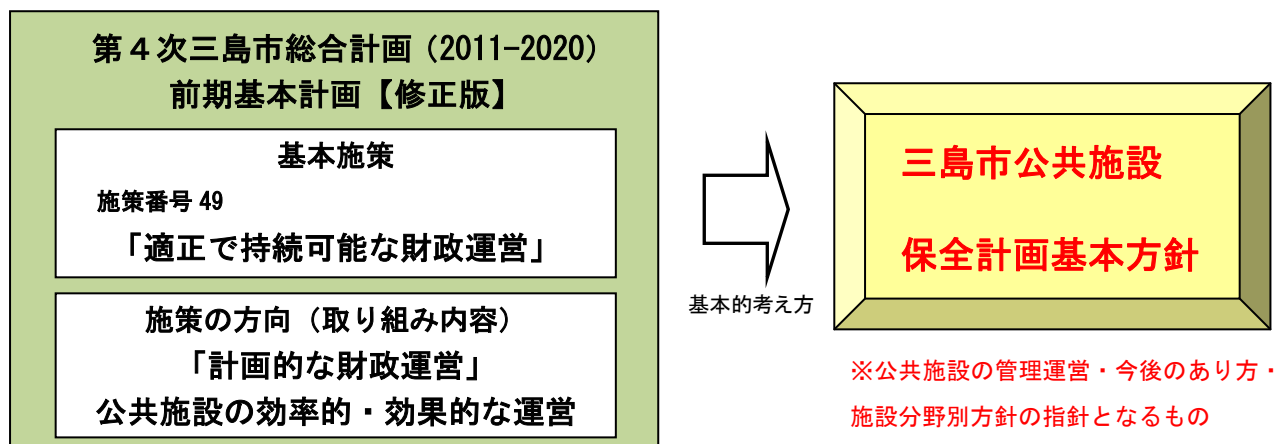 第４次三島市総合計画（2011-2020）
前期基本計画【修正版】
基本施策
施策番号 49
「適正で持続可能な財政運営」
施策の方向（取り組み内容）
「計画的な財政運営」
公共施設の効率的・効果的な運営
基本的考え方
三島市公共施設
保全計画基本方針
※公共施設の管理運営・今後のあり方・
施設分野別方針の指針となるもの